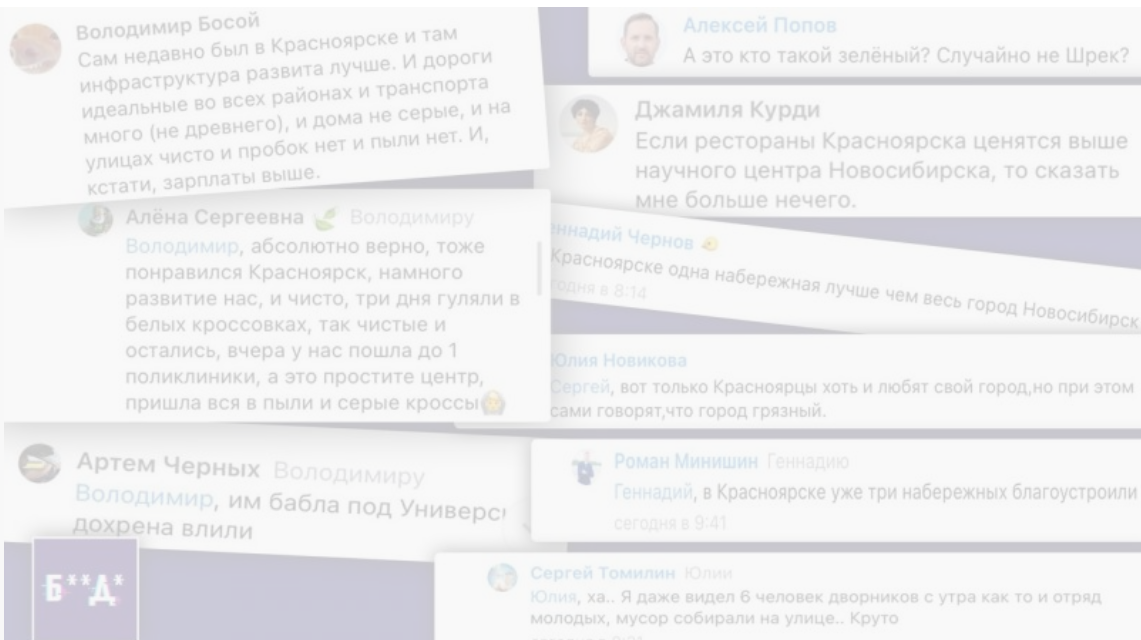 Володимир Босой
Сам недавно был в Красноярске и там
инфраструктура развита лучше. И дороги
идеальные во всех районах и транспорта
много (не древнего), и дома не серые, и на
улицах чисто и пробок нет и пыли нет. И,
кстати, зарплаты выше.
Алексей Попов
А это кто такой зелёный? Случайно не Шрек?
Джамиля Курди
Если рестораны Красноярска ценятся выше
научного центра Новосибирска, то сказать
мне больше нечего.
Алёна Сергеевна Володимиру
Володимир, абсолютно верно, тоже
понравился Красноярск, намного
развитие нас, и чисто, три дня гуляли в
белых кроссовках, так чистые и
остались, вчера у нас пошла до 1
поликлиники, а это простите центр,
пришла вся в пыли и серые кроссы
ннадий Чернов
Красноярске одна набережная лучше чем весь город Новосибирск
одня в 8:14
Юлия Новикова
Сергей, вот только Красноярцы хоть и любят свой город,но при этом
сами говорят,что город грязный.
Артем Черных Володимиру
Володимир, им бабла под Универси
дохрена влили
Роман Минишин Геннадию
Геннадий, в Красноярске уже три набережных благоустроили
сегодня в 9:41
Сергей Томилин Юлии
Юлия, ха.. Я даже видел 6 человек дворников с утра как то и отряд
молодых, мусор собирали на улице.. Круто
Б**Д*